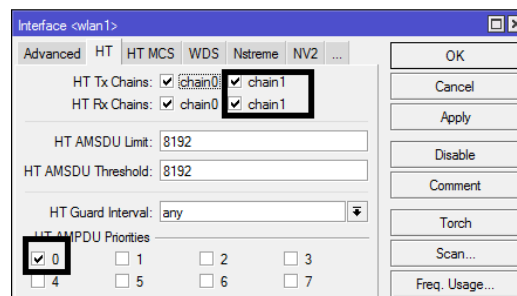 Interface <wlan1>
Advanced HT HT MCS WDS Nstreme NV2 ...
HT Tx Chains: chain0 chain1
HT Rx Chains: chain0 chain1
HT AMSDU Limit: 8192
HT AMSDU Threshold: 8192
HT Guard Interval: any
HT AMPDU Priorities
0 1 2 3
4 5 6 7
OK
Cancel
Apply
Disable
Comment
Torch
Scan...
Freq. Usage...